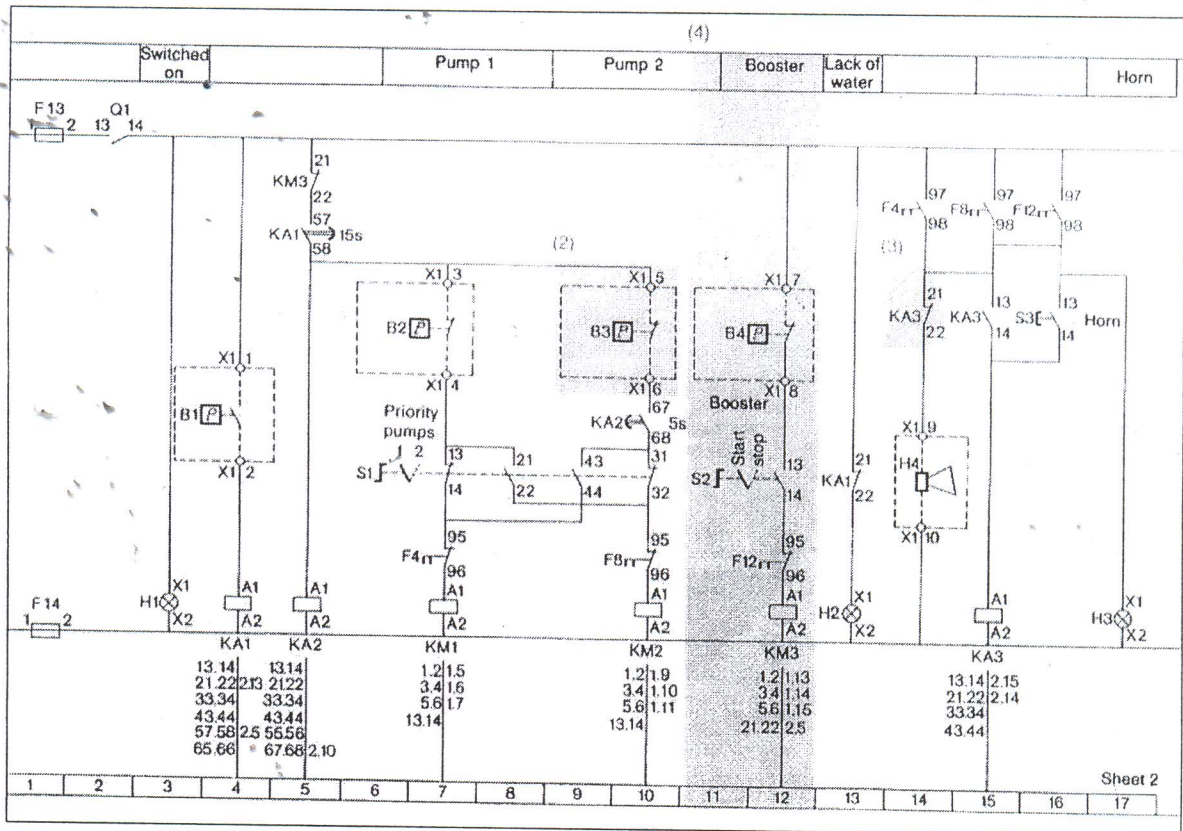 (4)
Switched on
Pump 1
Pump 2
Booster
Lack of water
Horn
F13
1 2
Q1
13 14
21
KM3
22
57
KA1 15s
58
(2)
X1 3
B2 P
X1 4
X1 5
B3 P
X1 6
X1 7
B4 P
X1 8
97 97 97
F4 F8 F12
98 98 98
(3)
21
KA3
22
13
KA3
14
13
S3
14
Horn
X1 1
B1 P
X1 2
67
KA2 5s
68
Booster
Priority pumps
2
S1
13
14
21
22
43
44
31
32
Start
stop
S2
13
14
21
KA1
22
X1 9
H4
X1 10
95
F4
96
95
F8
96
95
F12
96
F14
1 2
X1
H1
X2
A1
A2
A1
A2
A1
A2
A1
A2
A1
A2
X1
H2
X2
A1
A2
X1
H3
X2
KA1
KA2
KM1
KM2
KM3
KA3
13.14
21.22 2.13
33.34
43.44
57.58 2.5
65.66
13.14
21.22
33.34
43.44
55.56
67.68 2.10
1.2 1.5
3.4 1.6
5.6 1.7
13.14
1.2 1.9
3.4 1.10
5.6 1.11
13.14
1.2 1.13
3.4 1.14
5.6 1.15
21.22 2.5
13.14 2.15
21.22 2.14
33.34
43.44
Sheet 2
1 2 3 4 5 6 7 8 9 10 11 12 13 14 15 16 17